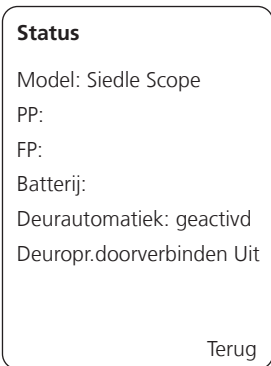 Status
Model: Siedle Scope
PP:
FP:
Batterij:
Deurautomatiek: geactivd
Deuropr.doorverbinden Uit
Terug